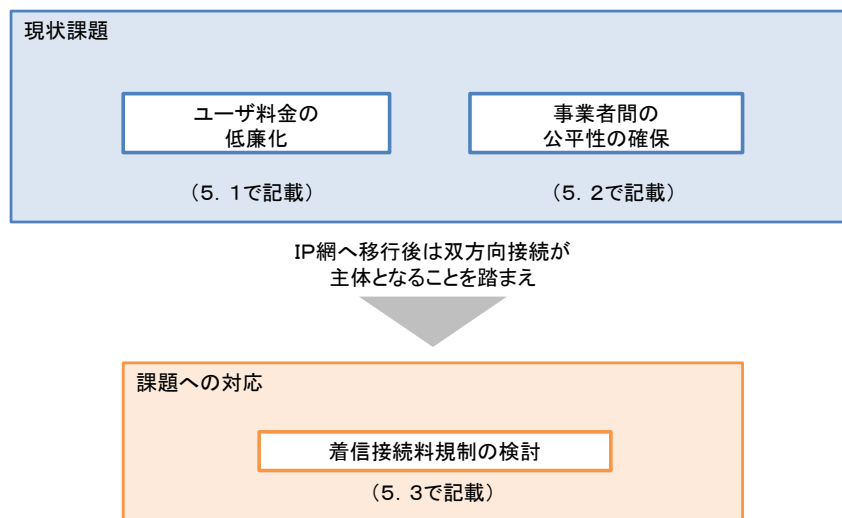 現状課題
ユーザ料金の
低廉化
事業者間の
公平性の確保
（5．1で記載）
（5．2で記載）
IP網へ移行後は双方向接続が
主体となることを踏まえ
課題への対応
着信接続料規制の検討
（5．3で記載）